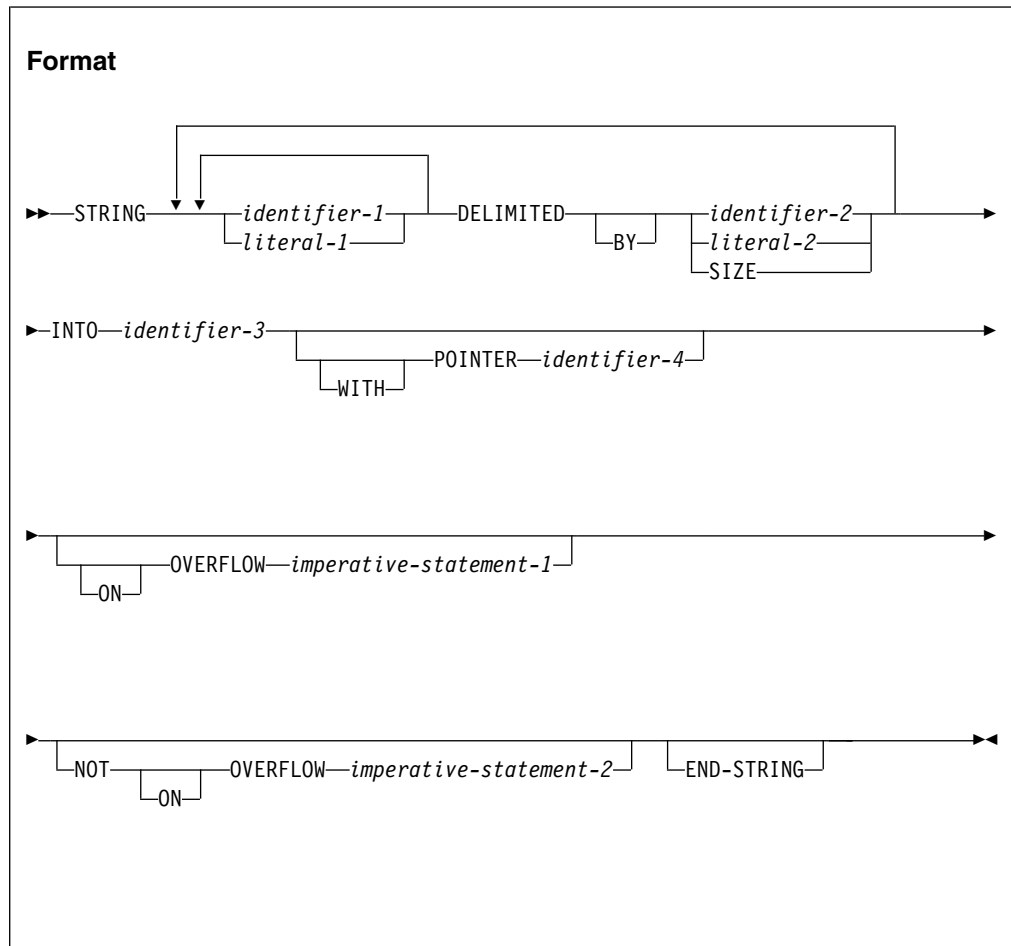 Format
STRING identifier-1 DELIMITED identifier-2
literal-1 BY literal-2
SIZE
INTO identifier-3
POINTER identifier-4
WITH
OVERFLOW imperative-statement-1
ON
NOT OVERFLOW imperative-statement-2 END-STRING
ON